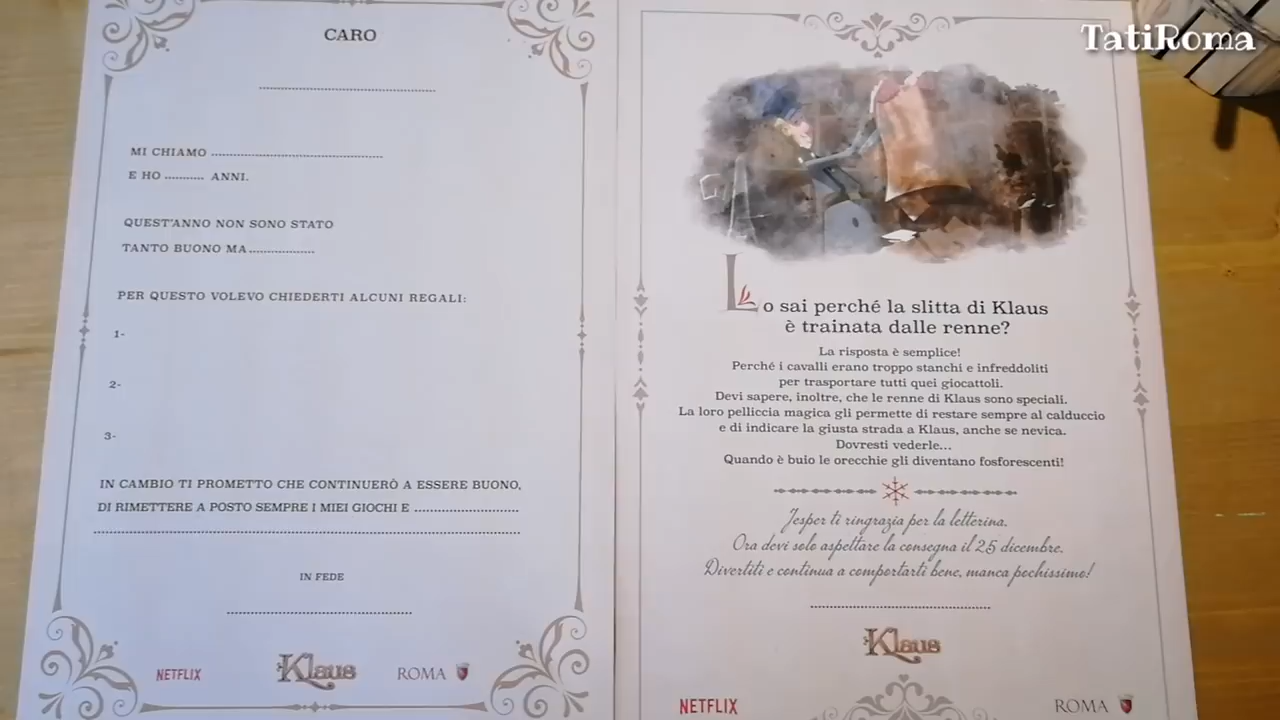 TatiRoma
CARO
MI CHIAMO
E HO ........... ANNI.
QUEST'ANNO NON SONO STATO
TANTO BUONO MA
PER QUESTO VOLEVO CHIEDERTI ALCUNI REGALI:
1-
2-
3-
IN CAMBIO TI PROMETTO CHE CONTINUERÒ A ESSERE BUONO,
DI RIMETTERE A POSTO SEMPRE I MIEI GIOCHI E
IN FEDE
NETFLIX
Klaus
ROMA
Lo sai perché la slitta di Klaus
è trainata dalle renne?
La risposta è semplice!
Perché i cavalli erano troppo stanchi e infreddoliti
per trasportare tutti quei giocattoli.
Devi sapere, inoltre, che le renne di Klaus sono speciali.
La loro pelliccia magica gli permette di restare sempre al calduccio
e di indicare la giusta strada a Klaus, anche se nevica.
Dovresti vederle...
Quando è buio le orecchie gli diventano fosforescenti!
Jesper ti ringrazia per la letterina.
Ora devi solo aspettare la consegna il 25 dicembre.
Divertiti e continua a comportarti bene, manca pochissimo!
Klaus
NETFLIX
ROMA